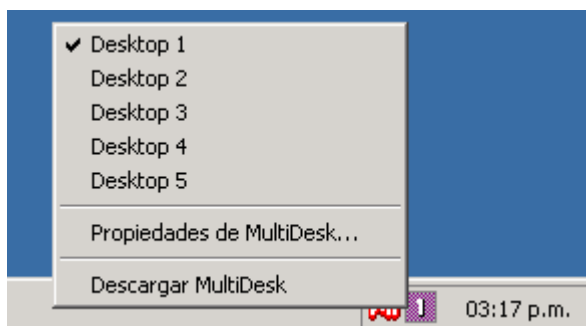 Desktop 1
Desktop 2
Desktop 3
Desktop 4
Desktop 5
Propiedades de MultiDesk...
Descargar MultiDesk
1 03:17 p.m.